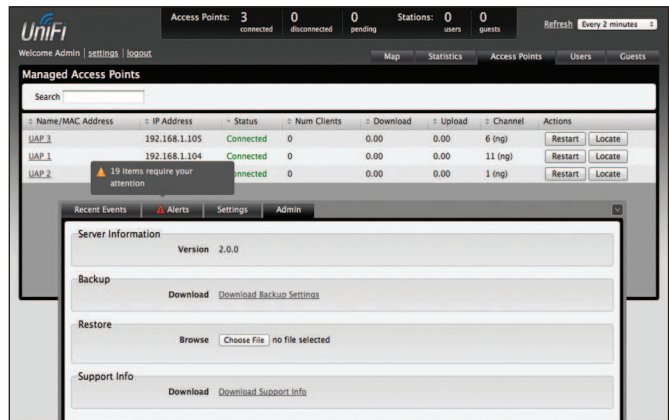 UniFi
Access Points: 3 connected 0 disconnected 0 pending Stations: 0 users 0 guests
Refresh Every 2 minutes
Welcome Admin | settings | logout
Map Statistics Access Points Users Guests
Managed Access Points
Search
Name/MAC Address IP Address Status Num Clients Download Upload Channel Actions
UAP 3 192.168.1.105 Connected 0 0.00 0.00 6 (ng) Restart Locate
UAP 1 192.168.1.104 Connected 0 0.00 0.00 11 (ng) Restart Locate
UAP 2 nnected 0 0.00 0.00 1 (ng) Restart Locate
19 items require your
attention
Recent Events Alerts Settings Admin
Server Information
Version 2.0.0
Backup
Download Download Backup Settings
Restore
Browse Choose File no file selected
Support Info
Download Download Support Info